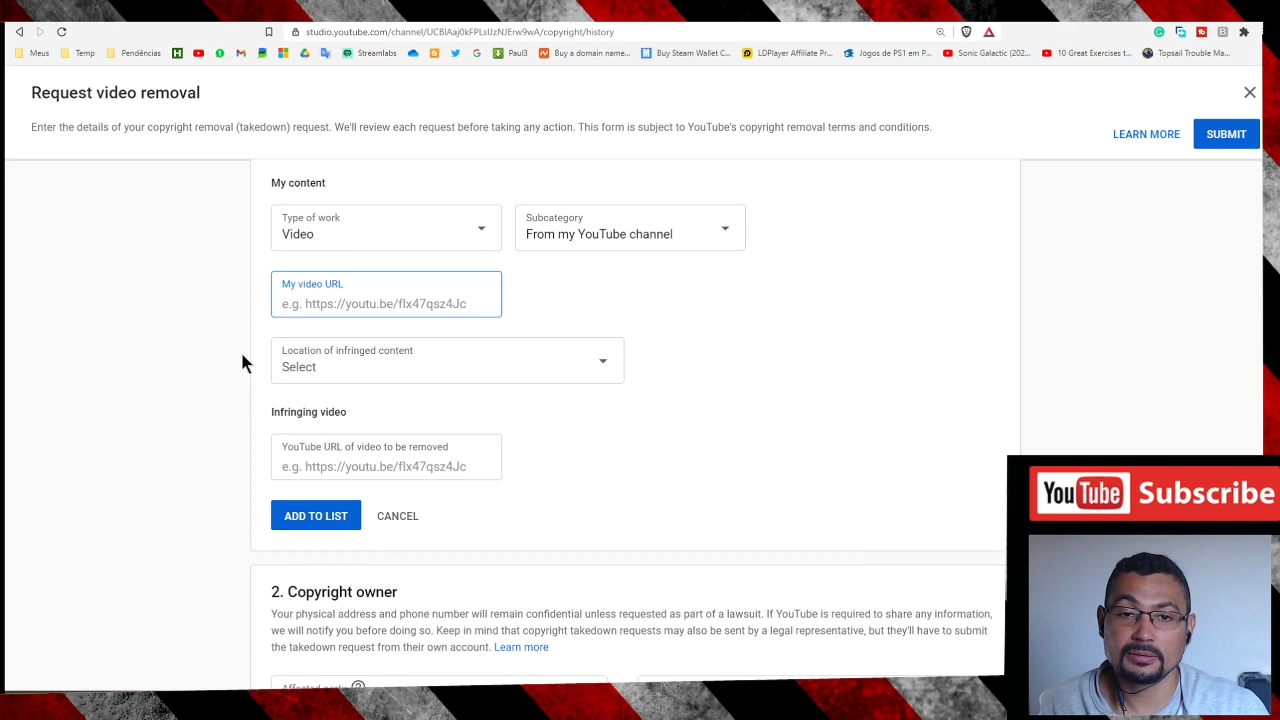 studio.youtube.com/channel/UCBlAaj0kFPLsIJzNJErw9wA/copyright/history
Meus Temp Pendências Streamlabs Paul3 Buy a domain name... Buy Steam Wallet C... LDPlayer Affiliate Pr... Jogos de PS1 em P... Sonic Galactic (202... 10 Great Exercises t... Topsail Trouble Ma...
Request video removal
Enter the details of your copyright removal (takedown) request. We'll review each request before taking any action. This form is subject to YouTube's copyright removal terms and conditions.
LEARN MORE SUBMIT
My content
Type of work
Video
Subcategory
From my YouTube channel
My video URL
e.g. https://youtu.be/fIx47qsz4Jc
Location of infringed content
Select
Infringing video
YouTube URL of video to be removed
e.g. https://youtu.be/fIx47qsz4Jc
ADD TO LIST CANCEL
YouTube Subscribe
2. Copyright owner
Your physical address and phone number will remain confidential unless requested as part of a lawsuit. If YouTube is required to share any information,
we will notify you before doing so. Keep in mind that copyright takedown requests may also be sent by a legal representative, but they'll have to submit
the takedown request from their own account. Learn more